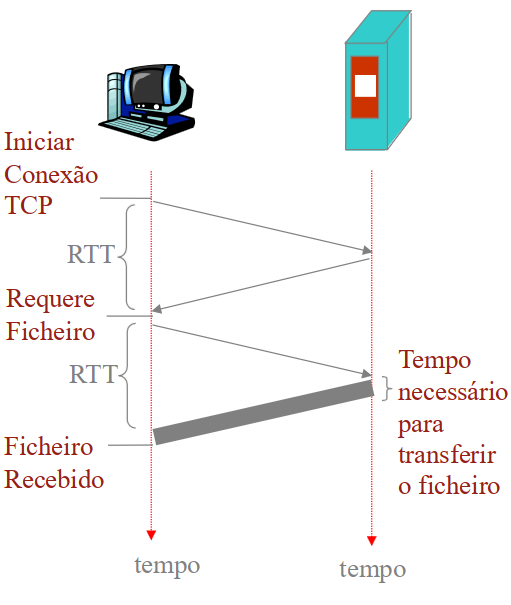 Iniciar
Conexão
TCP
RTT
Requere
Ficheiro
RTT
Tempo
necessário
para
transferir
o ficheiro
Ficheiro
Recebido
tempo
tempo